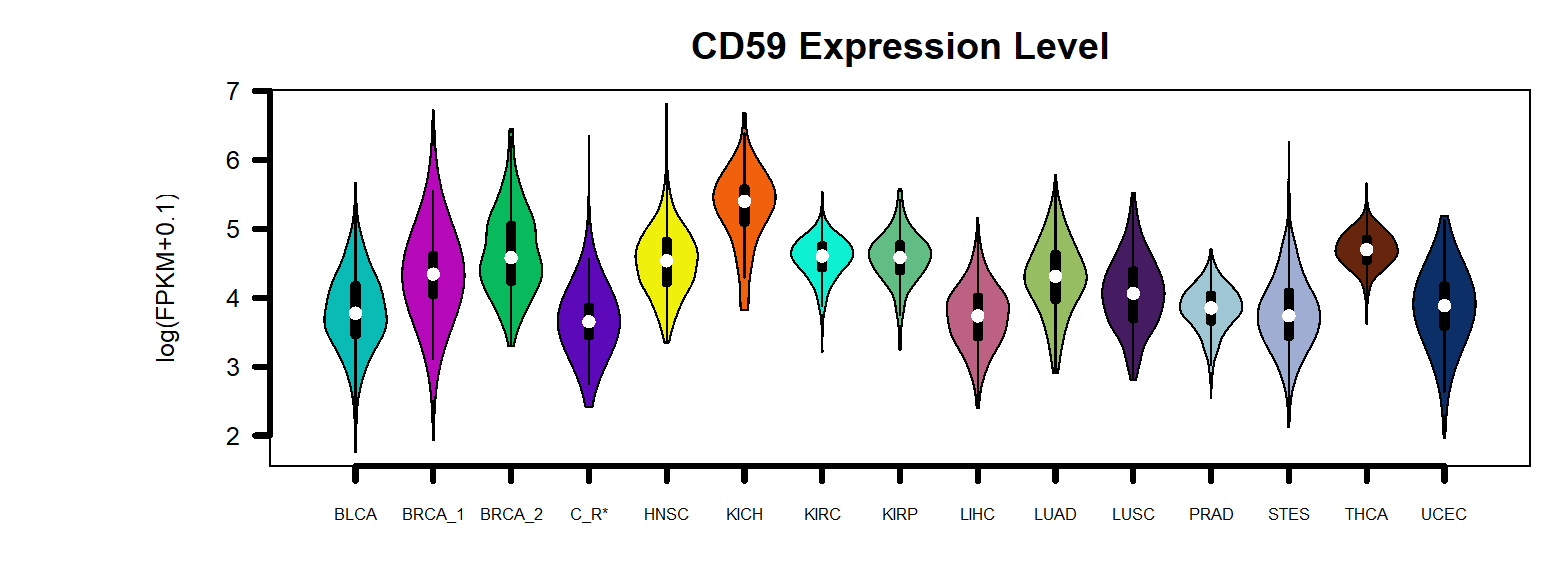 CD59 Expression Level
7
6
5
4
3
2
log(FPKM+0.1)
BLCA BRCA_1 BRCA_2 C_R* HNSC KICH KIRC KIRP LIHC LUAD LUSC PRAD STES THCA UCEC